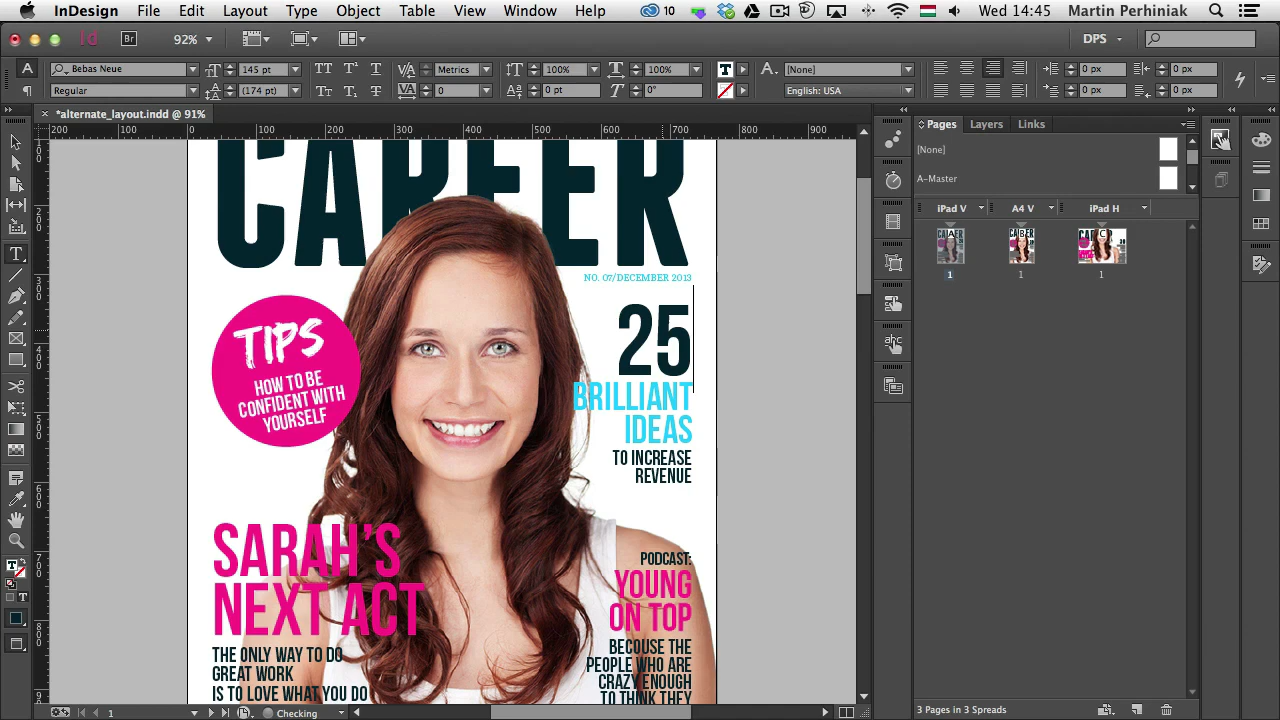 InDesign File Edit Layout Type Object Table View Window Help 10 Wed 14:45 Martin Perhiniak
Id Br 92% DPS
A Bebas Neue 145 pt TT Metrics 100% 100% T A. [None] 0 px 0 px
¶ Regular (174 pt) 0 0 pt 0° English: USA 0 px 0 px
*alternate_layout.indd @ 91%
200 100 0 100 200 300 400 500 600 700 800 900
Pages Layers Links
[None]
A-Master
iPad V A4 V iPad H
1 1 1
CAREER
NO. 07/DECEMBER 2013
TIPS
HOW TO BE
CONFIDENT WITH
YOURSELF
25
BRILLIANT
IDEAS
TO INCREASE
REVENUE
SARAH'S
NEXT ACT
THE ONLY WAY TO DO
GREAT WORK
IS TO LOVE WHAT YOU DO
PODCAST:
YOUNG
ON TOP
BECOUSE THE
PEOPLE WHO ARE
CRAZY ENOUGH
TO THINK THEY
1 Checking
3 Pages in 3 Spreads